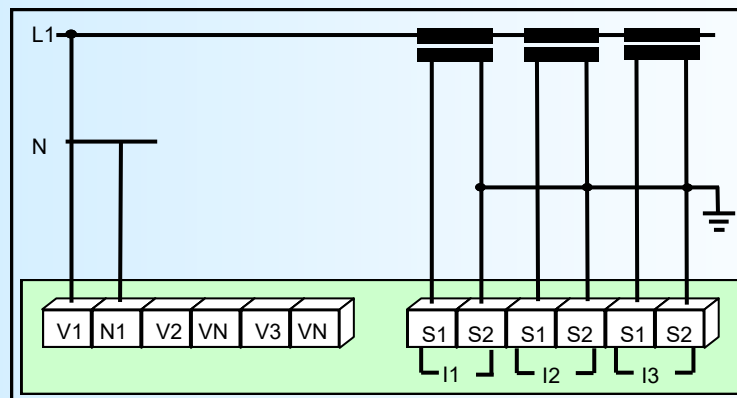 L1
N
V1 N1 V2 VN V3 VN S1 S2 S1 S2 S1 S2
I1 I2 I3